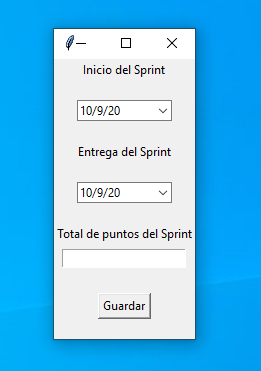 Inicio del Sprint
10/9/20
Entrega del Sprint
10/9/20
Total de puntos del Sprint
Guardar